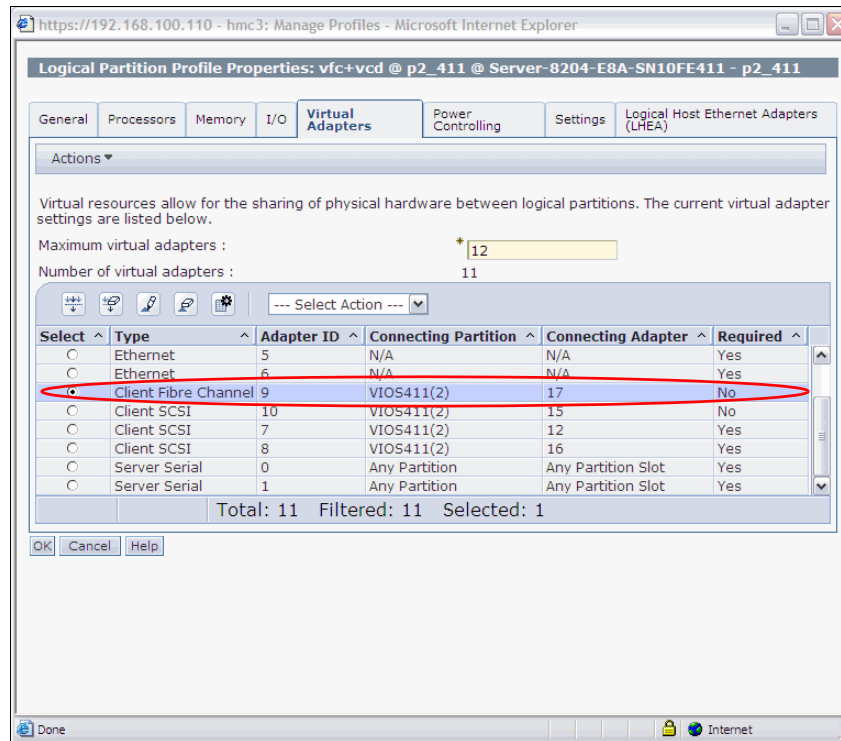 https://192.168.100.110 - hmc3: Manage Profiles - Microsoft Internet Explorer
Logical Partition Profile Properties: vfc+vcd @ p2_411 @ Server-8204-E8A-SN10FE411 - p2_411
General Processors Memory I/O Virtual Adapters Power Controlling Settings Logical Host Ethernet Adapters (LHEA)
Actions
Virtual resources allow for the sharing of physical hardware between logical partitions. The current virtual adapter
settings are listed below.
Maximum virtual adapters : * 12
Number of virtual adapters : 11
--- Select Action ---
Select ^ Type ^ Adapter ID ^ Connecting Partition ^ Connecting Adapter ^ Required ^
Ethernet 5 N/A N/A Yes
Ethernet 6 N/A N/A Yes
Client Fibre Channel 9 VIOS411(2) 17 No
Client SCSI 10 VIOS411(2) 15 No
Client SCSI 7 VIOS411(2) 12 Yes
Client SCSI 8 VIOS411(2) 16 Yes
Server Serial 0 Any Partition Any Partition Slot Yes
Server Serial 1 Any Partition Any Partition Slot Yes
Total: 11 Filtered: 11 Selected: 1
OK Cancel Help
Done Internet